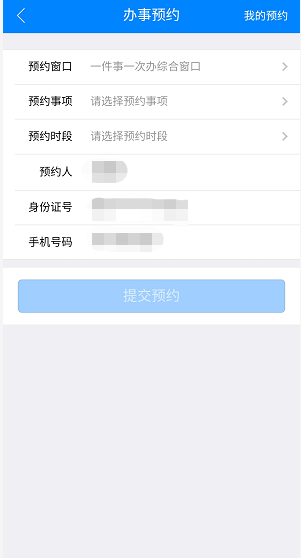 办事预约 我的预约
预约窗口 一件事一次办综合窗口
预约事项 请选择预约事项
预约时段 请选择预约时段
预约人
身份证号
手机号码
提交预约